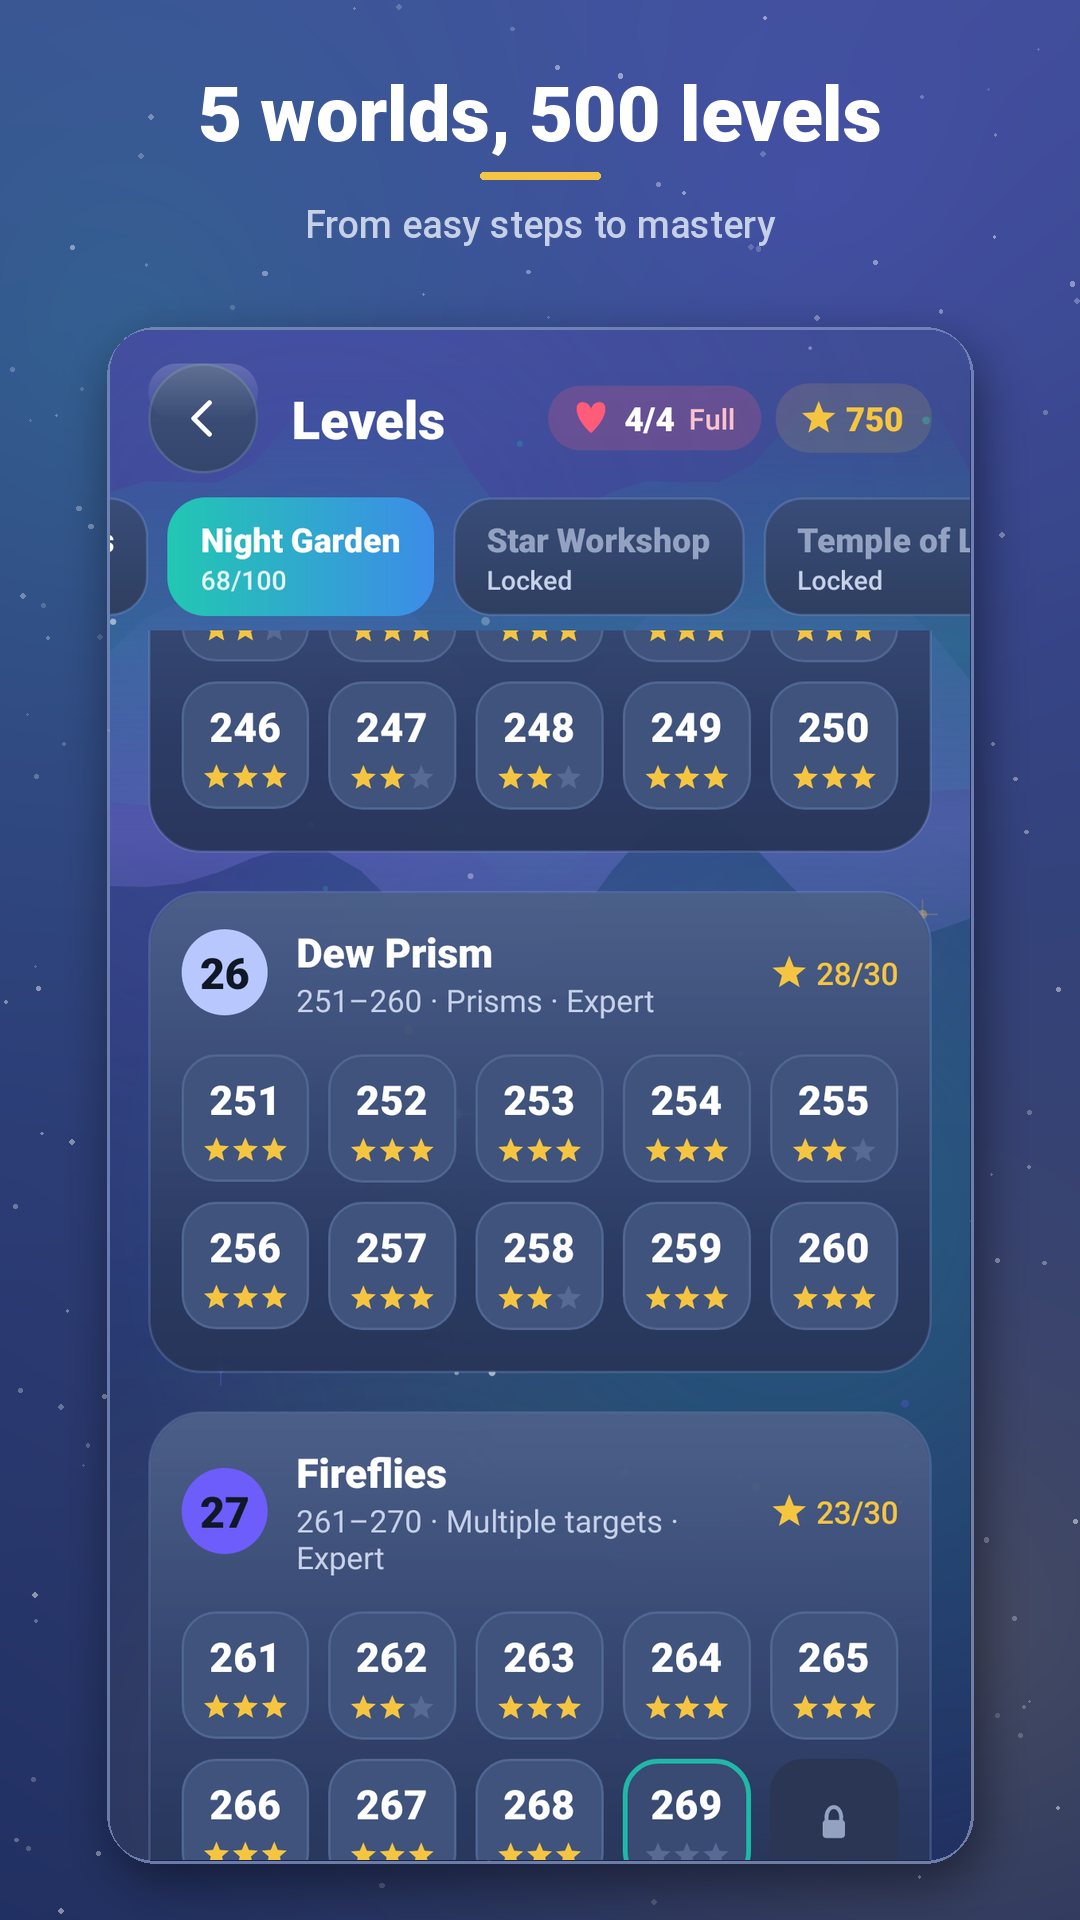 5 worlds, 500 levels
From easy steps to mastery
Levels
4/4 Full
750
Night Garden
68/100
Star Workshop
Locked
Temple of L
Locked
246 247 248 249 250
26
Dew Prism
251–260 · Prisms · Expert
28/30
251 252 253 254 255
256 257 258 259 260
27
Fireflies
261–270 · Multiple targets ·
Expert
23/30
261 262 263 264 265
266 267 268 269